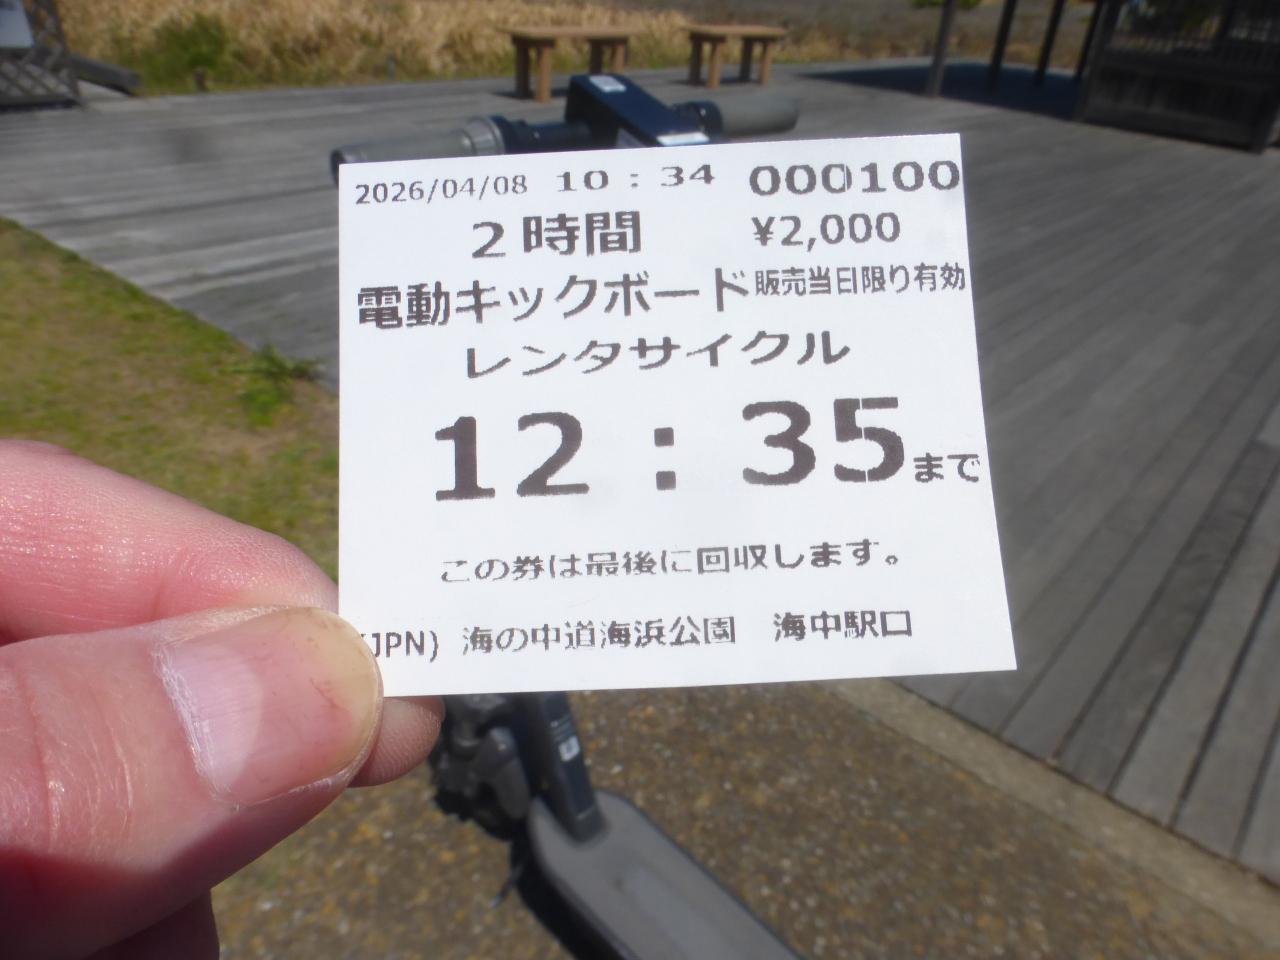 2026/04/08 10：34 000100
2時間 ¥2,000
電動キックボード 販売当日限り有効
レンタサイクル
12：35まで
この券は最後に回収します。
(JPN) 海の中道海浜公園 海中駅口